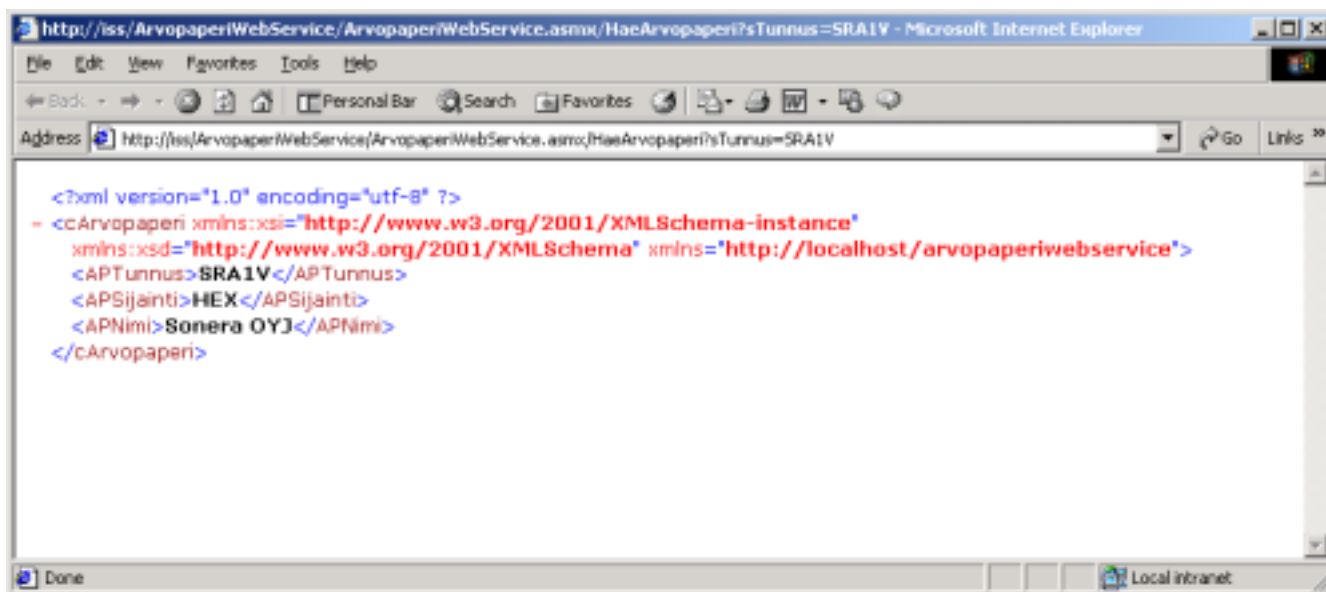 http://iss/ArvopaperiWebService/ArvopaperiWebService.asmx/HaeArvopaperi?sTunnus=SRA1V - Microsoft Internet Explorer
File Edit View Favorites Tools Help
Back Personal Bar Search Favorites
Address http://iss/ArvopaperiWebService/ArvopaperiWebService.asmx/HaeArvopaperi?sTunnus=SRA1V Go Links »
<?xml version="1.0" encoding="utf-8" ?>
- <cArvopaperi xmlns:xsi="http://www.w3.org/2001/XMLSchema-instance"
xmlns:xsd="http://www.w3.org/2001/XMLSchema" xmlns="http://localhost/arvopaperiwebservice">
<APTunnus>SRA1V</APTunnus>
<APSijainti>HEX</APSijainti>
<APNimi>Sonera OYJ</APNimi>
</cArvopaperi>
Done Local intranet